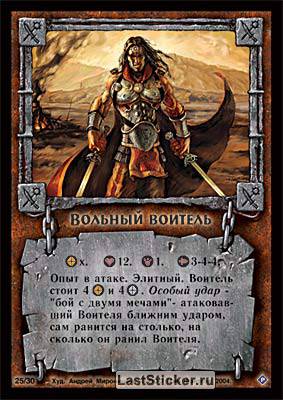 Вольный воитель
х. 12. 1. 3-4-4.
Опыт в атаке. Элитный. Воитель
стоит 4 и 4. Особый удар -
"бой с двумя мечами"- атаковав-
ший Воителя ближним ударом,
сам ранится на столько, на
сколько он ранил Воителя.
25/30 Худ. Андрей 2004. Р
© LastSticker.ru